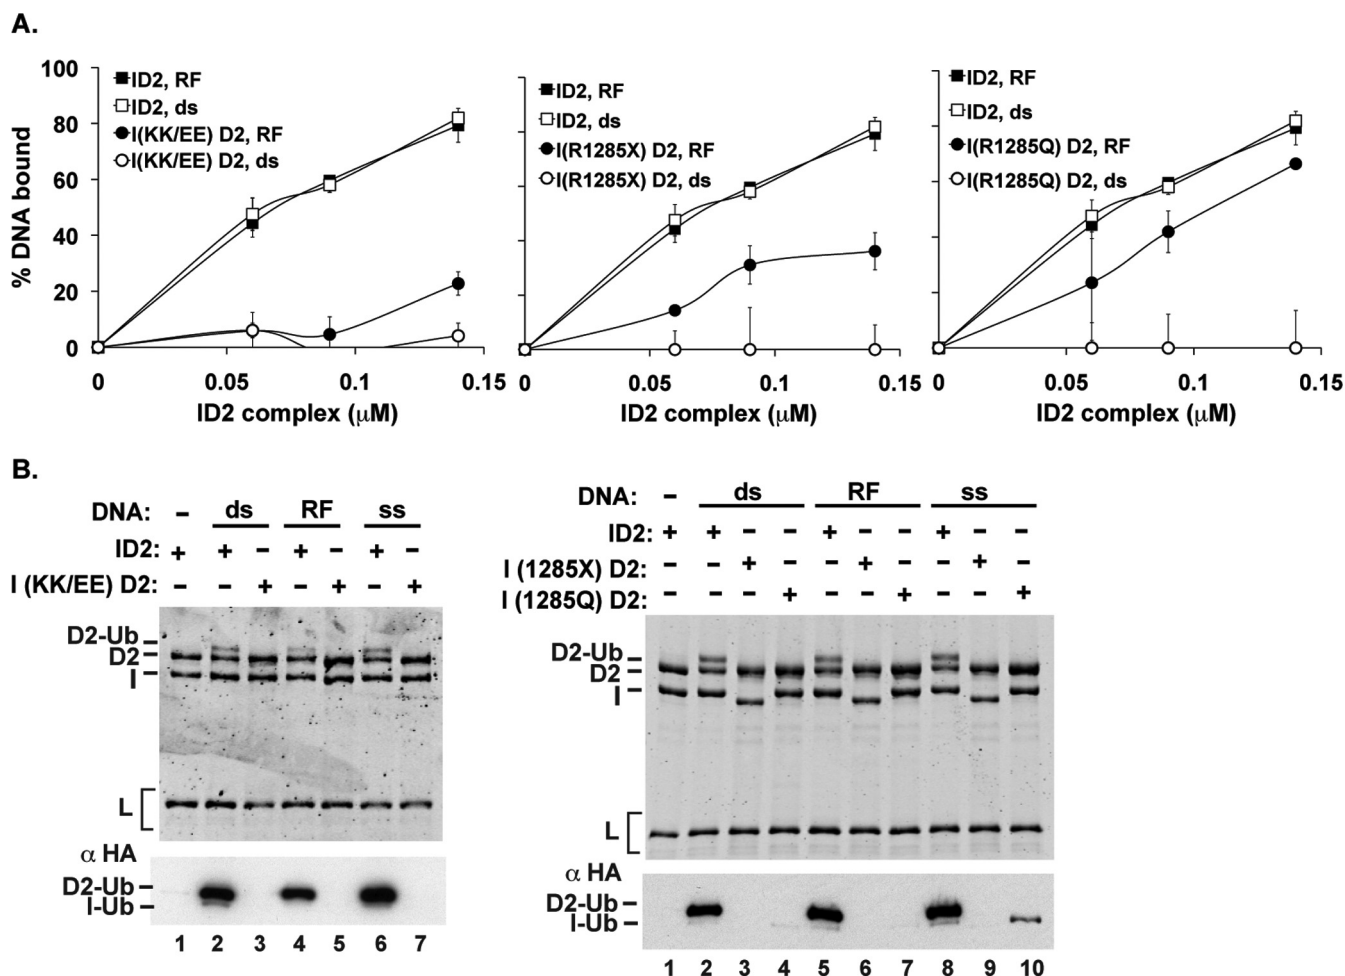 A.
% DNA bound
100
80
60
40
20
0
ID2, RF
ID2, ds
I(KK/EE) D2, RF
I(KK/EE) D2, ds
0 0.05 0.1 0.15
ID2 complex (μM)
ID2, RF
ID2, ds
I(R1285X) D2, RF
I(R1285X) D2, ds
0 0.05 0.1 0.15
ID2 complex (μM)
ID2, RF
ID2, ds
I(R1285Q) D2, RF
I(R1285Q) D2, ds
0 0.05 0.1 0.15
ID2 complex (μM)
B.
DNA: – ds RF ss
ID2: + + – + – + –
I (KK/EE) D2: – – + – + – +
D2-Ub
D2
I
L
α HA
D2-Ub
I-Ub
1 2 3 4 5 6 7
DNA: – ds RF ss
ID2: + + – – + – – + – –
I (1285X) D2: – – + – – + – – + –
I (1285Q) D2: – – – + – – + – – +
D2-Ub
D2
I
L
α HA
D2-Ub
I-Ub
1 2 3 4 5 6 7 8 9 10